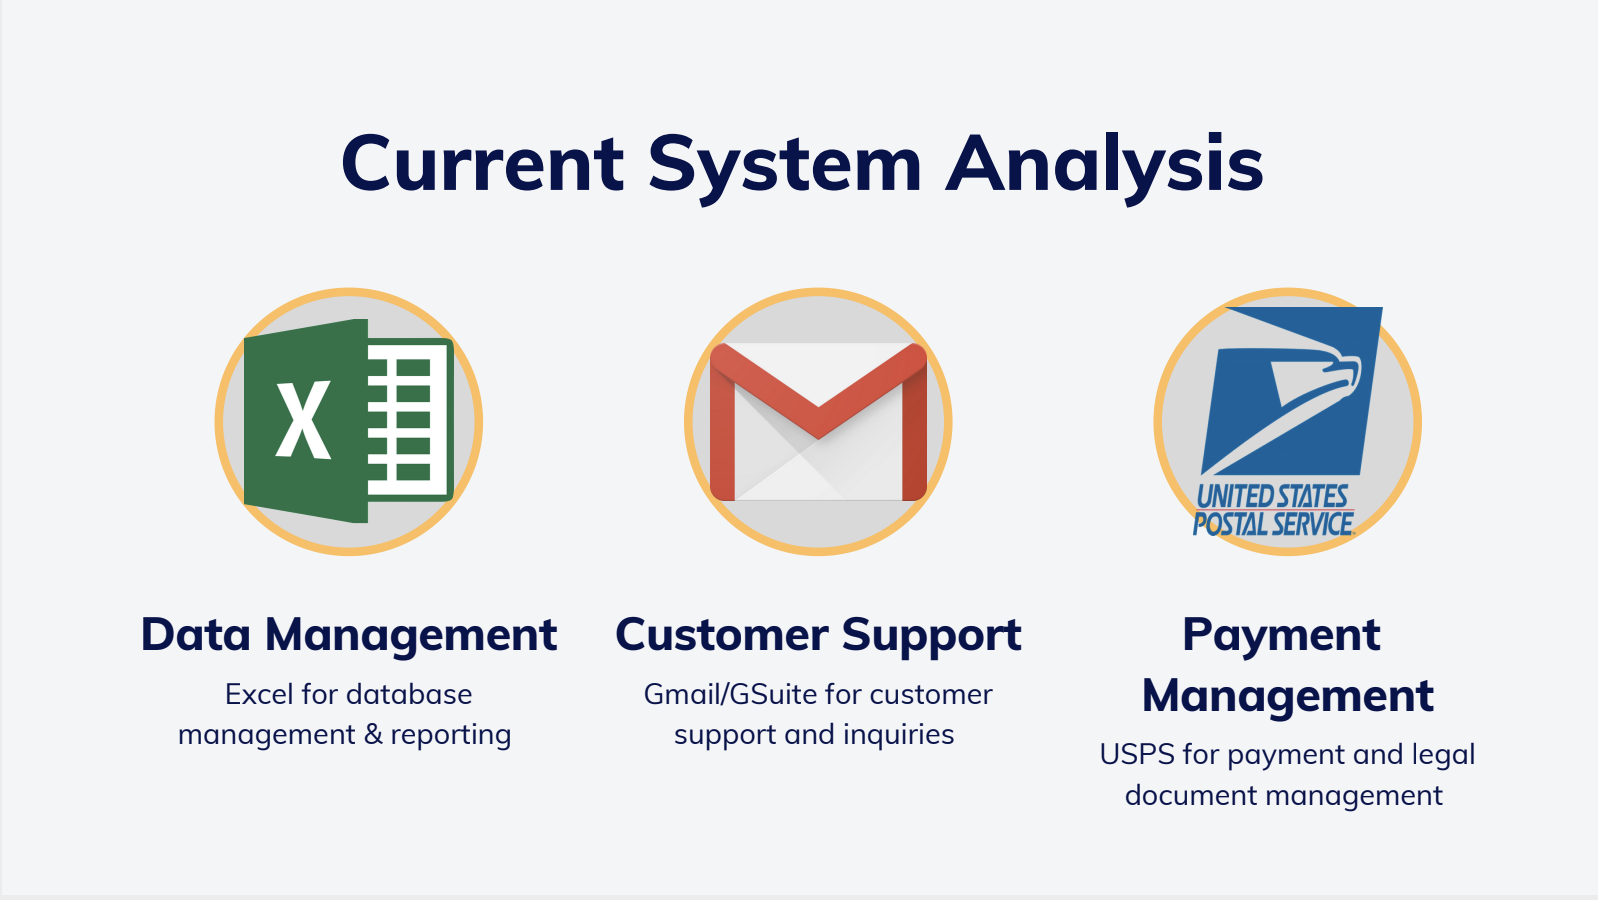 Current System Analysis
X
UNITED STATES
POSTAL SERVICE
Data Management
Excel for database
management & reporting
Customer Support
Gmail/GSuite for customer
support and inquiries
Payment
Management
USPS for payment and legal
document management